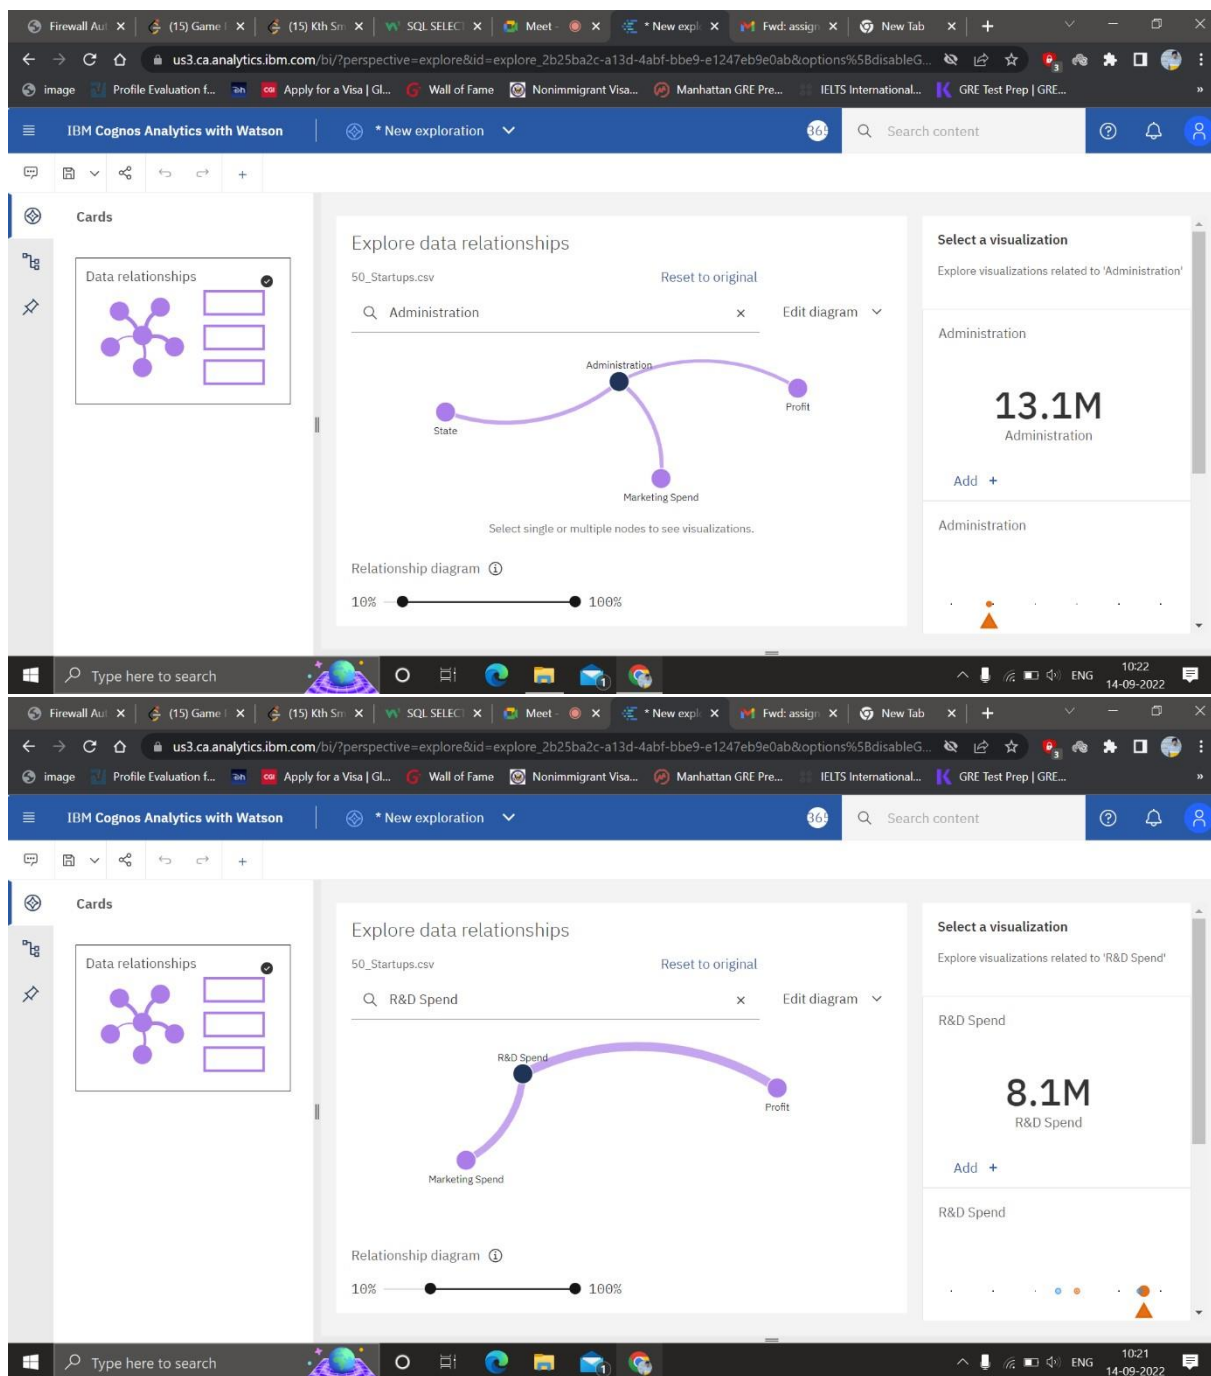 Firewall Au
(15) Game
(15) Kth Sm
SQL SELECT
Meet -
* New expl
Fwd: assign
New Tab
us3.ca.analytics.ibm.com/bi/?perspective=explore&id=explore_2b25ba2c-a13d-4abf-bbe9-e1247eb9e0ab&options%5BdisableG...
image
Profile Evaluation f...
Apply for a Visa | Gl...
Wall of Fame
Nonimmigrant Visa...
Manhattan GRE Pre...
IELTS International...
GRE Test Prep | GRE...
»
IBM Cognos Analytics with Watson
* New exploration
Search content
Cards
Data relationships
Explore data relationships
50_Startups.csv
Reset to original
Administration
Edit diagram
Administration
Profit
State
Marketing Spend
Select single or multiple nodes to see visualizations.
Relationship diagram
10%
100%
Select a visualization
Explore visualizations related to 'Administration'
Administration
13.1M
Administration
Add +
Administration
Type here to search
ENG
10:22
14-09-2022
Firewall Au
(15) Game
(15) Kth Sm
SQL SELECT
Meet -
* New expl
Fwd: assign
New Tab
us3.ca.analytics.ibm.com/bi/?perspective=explore&id=explore_2b25ba2c-a13d-4abf-bbe9-e1247eb9e0ab&options%5BdisableG...
image
Profile Evaluation f...
Apply for a Visa | Gl...
Wall of Fame
Nonimmigrant Visa...
Manhattan GRE Pre...
IELTS International...
GRE Test Prep | GRE...
»
IBM Cognos Analytics with Watson
* New exploration
Search content
Cards
Data relationships
Explore data relationships
50_Startups.csv
Reset to original
R&D Spend
Edit diagram
R&D Spend
Profit
Marketing Spend
Relationship diagram
10%
100%
Select a visualization
Explore visualizations related to 'R&D Spend'
R&D Spend
8.1M
R&D Spend
Add +
R&D Spend
Type here to search
ENG
10:21
14-09-2022